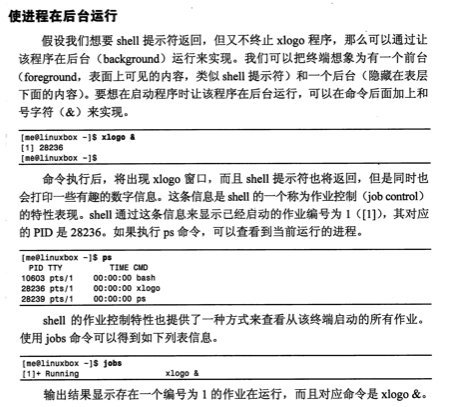 使进程在后台运行
假设我们想要 shell 提示符返回，但又不终止 xlogo 程序，那么可以通过让
该程序在后台（background）运行来实现。我们可以把终端想象为有一个前台
（foreground，表面上可见的内容，类似 shell 提示符）和一个后台（隐藏在表层
下面的内容）。要想在启动程序时让该程序在后台运行，可以在命令后面加上和
号字符（&）来实现。
[me@linuxbox ~]$ xlogo &
[1] 28236
[me@linuxbox ~]$
命令执行后，将出现 xlogo 窗口，而且 shell 提示符也将返回，但是同时也
会打印一些有趣的数字信息。这条信息是 shell 的一个称为作业控制（job control）
的特性表现。shell 通过这条信息来显示已经启动的作业编号为 1（[1]），其对应
的 PID 是 28236。如果执行 ps 命令，可以查看到当前运行的进程。
[me@linuxbox ~]$ ps
PID TTY TIME CMD
10603 pts/1 00:00:00 bash
28236 pts/1 00:00:00 xlogo
28239 pts/1 00:00:00 ps
shell 的作业控制特性也提供了一种方式来查看从该终端启动的所有作业。
使用 jobs 命令可以得到如下列表信息。
[me@linuxbox ~]$ jobs
[1]+ Running xlogo &
输出结果显示存在一个编号为 1 的作业在运行，而且对应命令是 xlogo &。